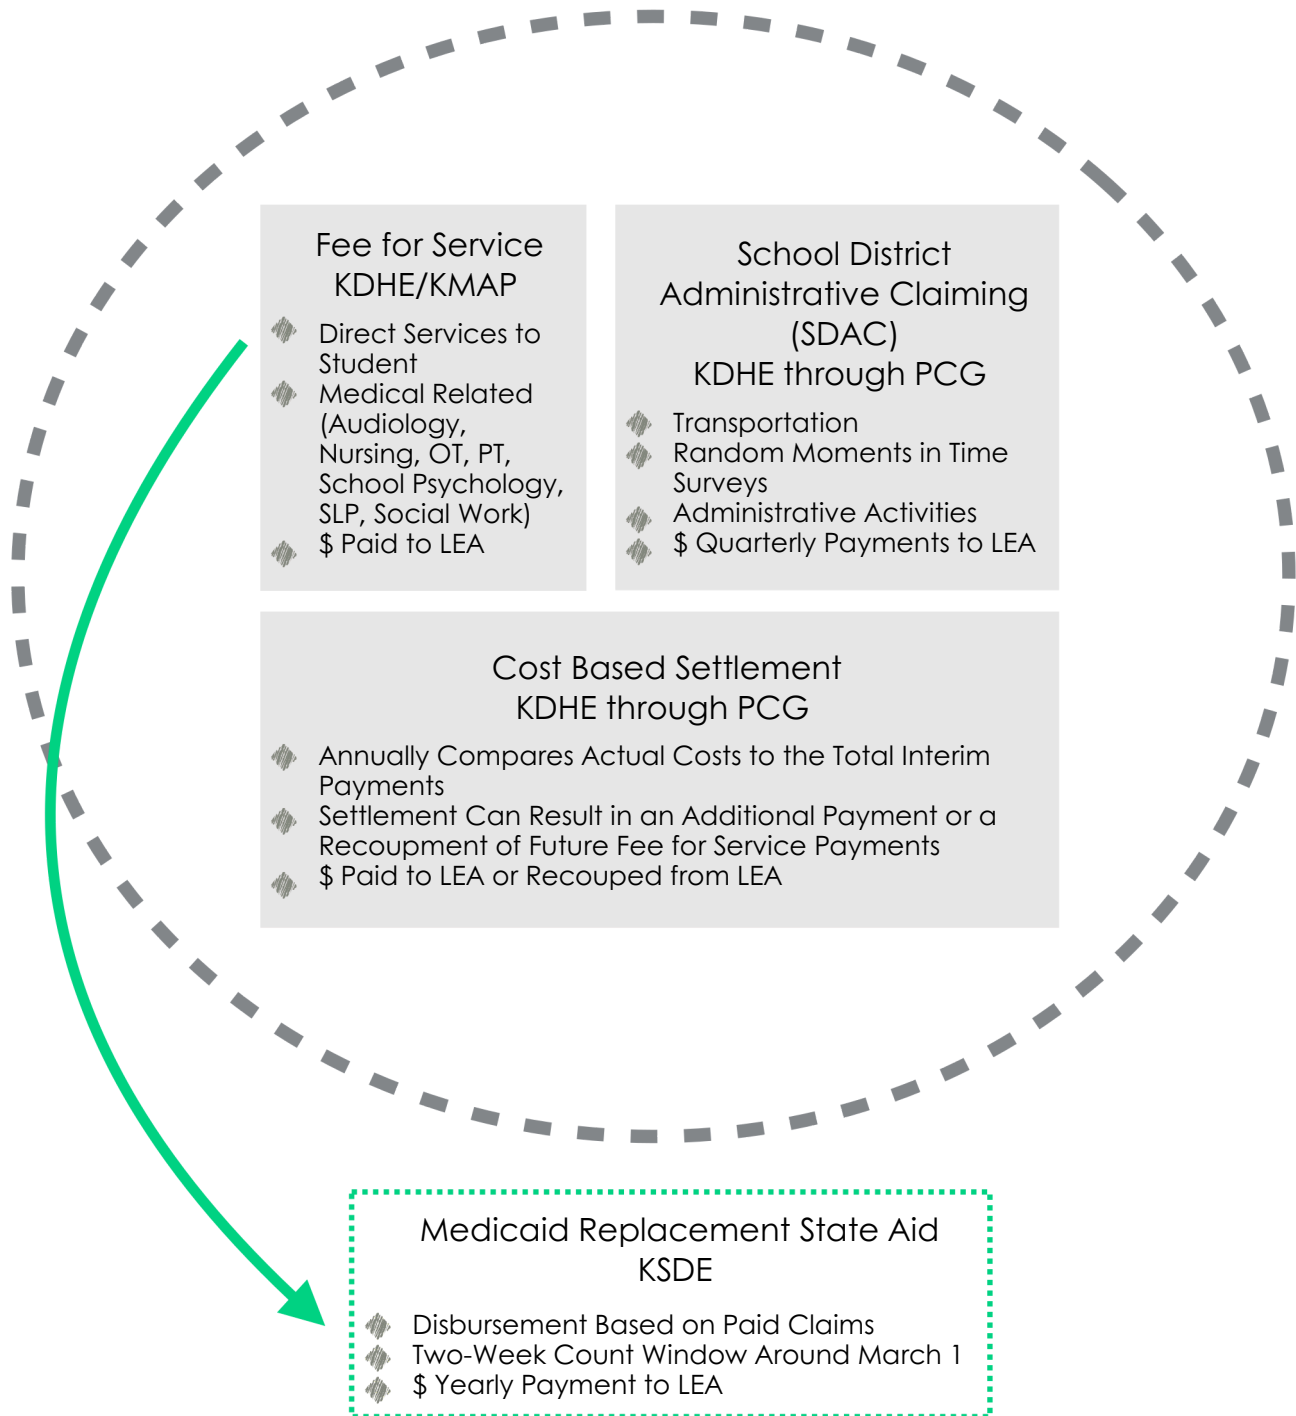 Fee for Service
KDHE/KMAP
Direct Services to
Student
Medical Related
(Audiology,
Nursing, OT, PT,
School Psychology,
SLP, Social Work)
$ Paid to LEA
School District
Administrative Claiming
(SDAC)
KDHE through PCG
Transportation
Random Moments in Time
Surveys
Administrative Activities
$ Quarterly Payments to LEA
Cost Based Settlement
KDHE through PCG
Annually Compares Actual Costs to the Total Interim
Payments
Settlement Can Result in an Additional Payment or a
Recoupment of Future Fee for Service Payments
$ Paid to LEA or Recouped from LEA
Medicaid Replacement State Aid
KSDE
Disbursement Based on Paid Claims
Two-Week Count Window Around March 1
$ Yearly Payment to LEA